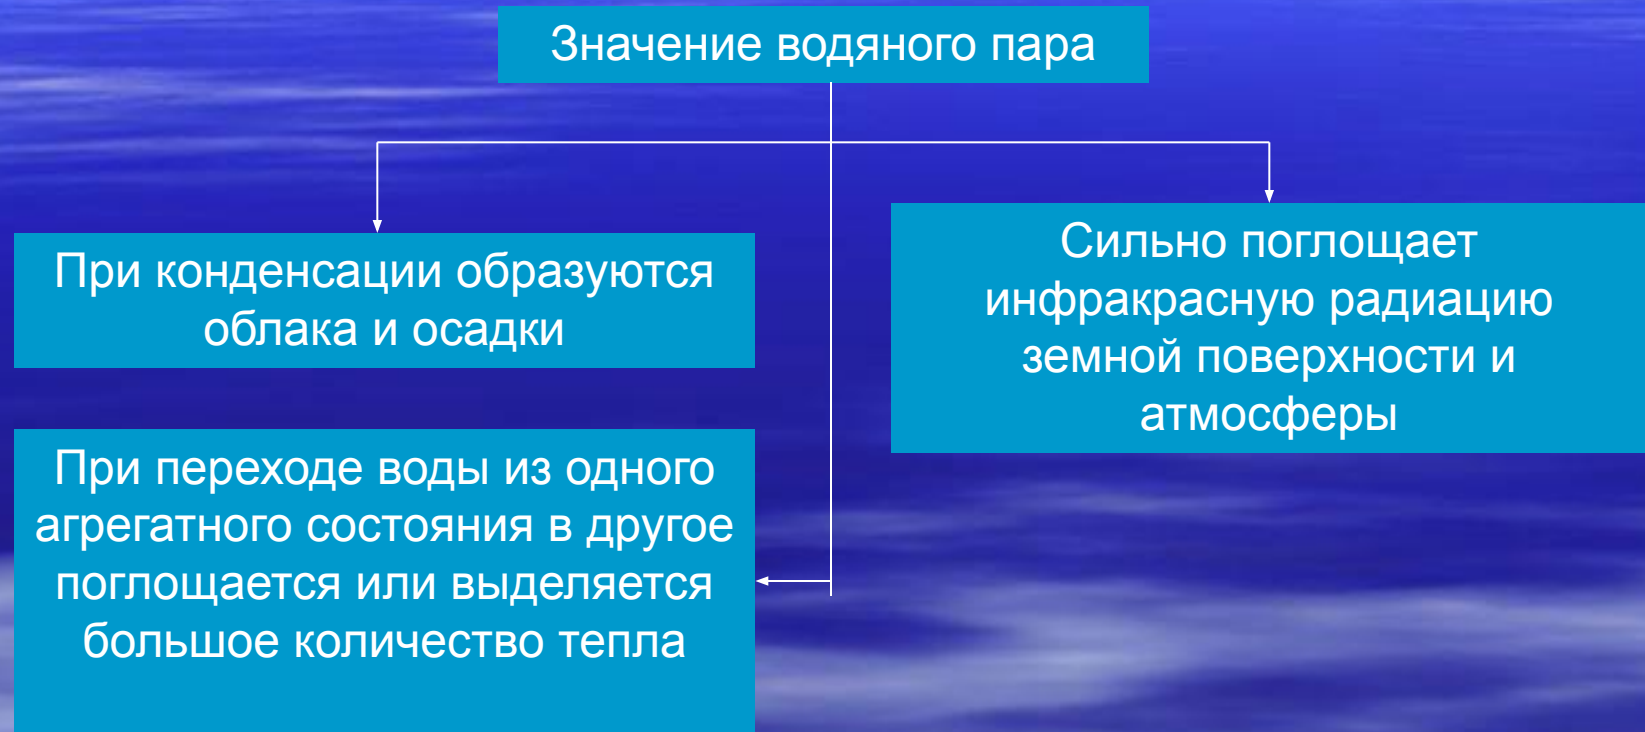 Значение водяного пара
При конденсации образуются
облака и осадки
Сильно поглощает
инфракрасную радиацию
земной поверхности и
атмосферы
При переходе воды из одного
агрегатного состояния в другое
поглощается или выделяется
большое количество тепла